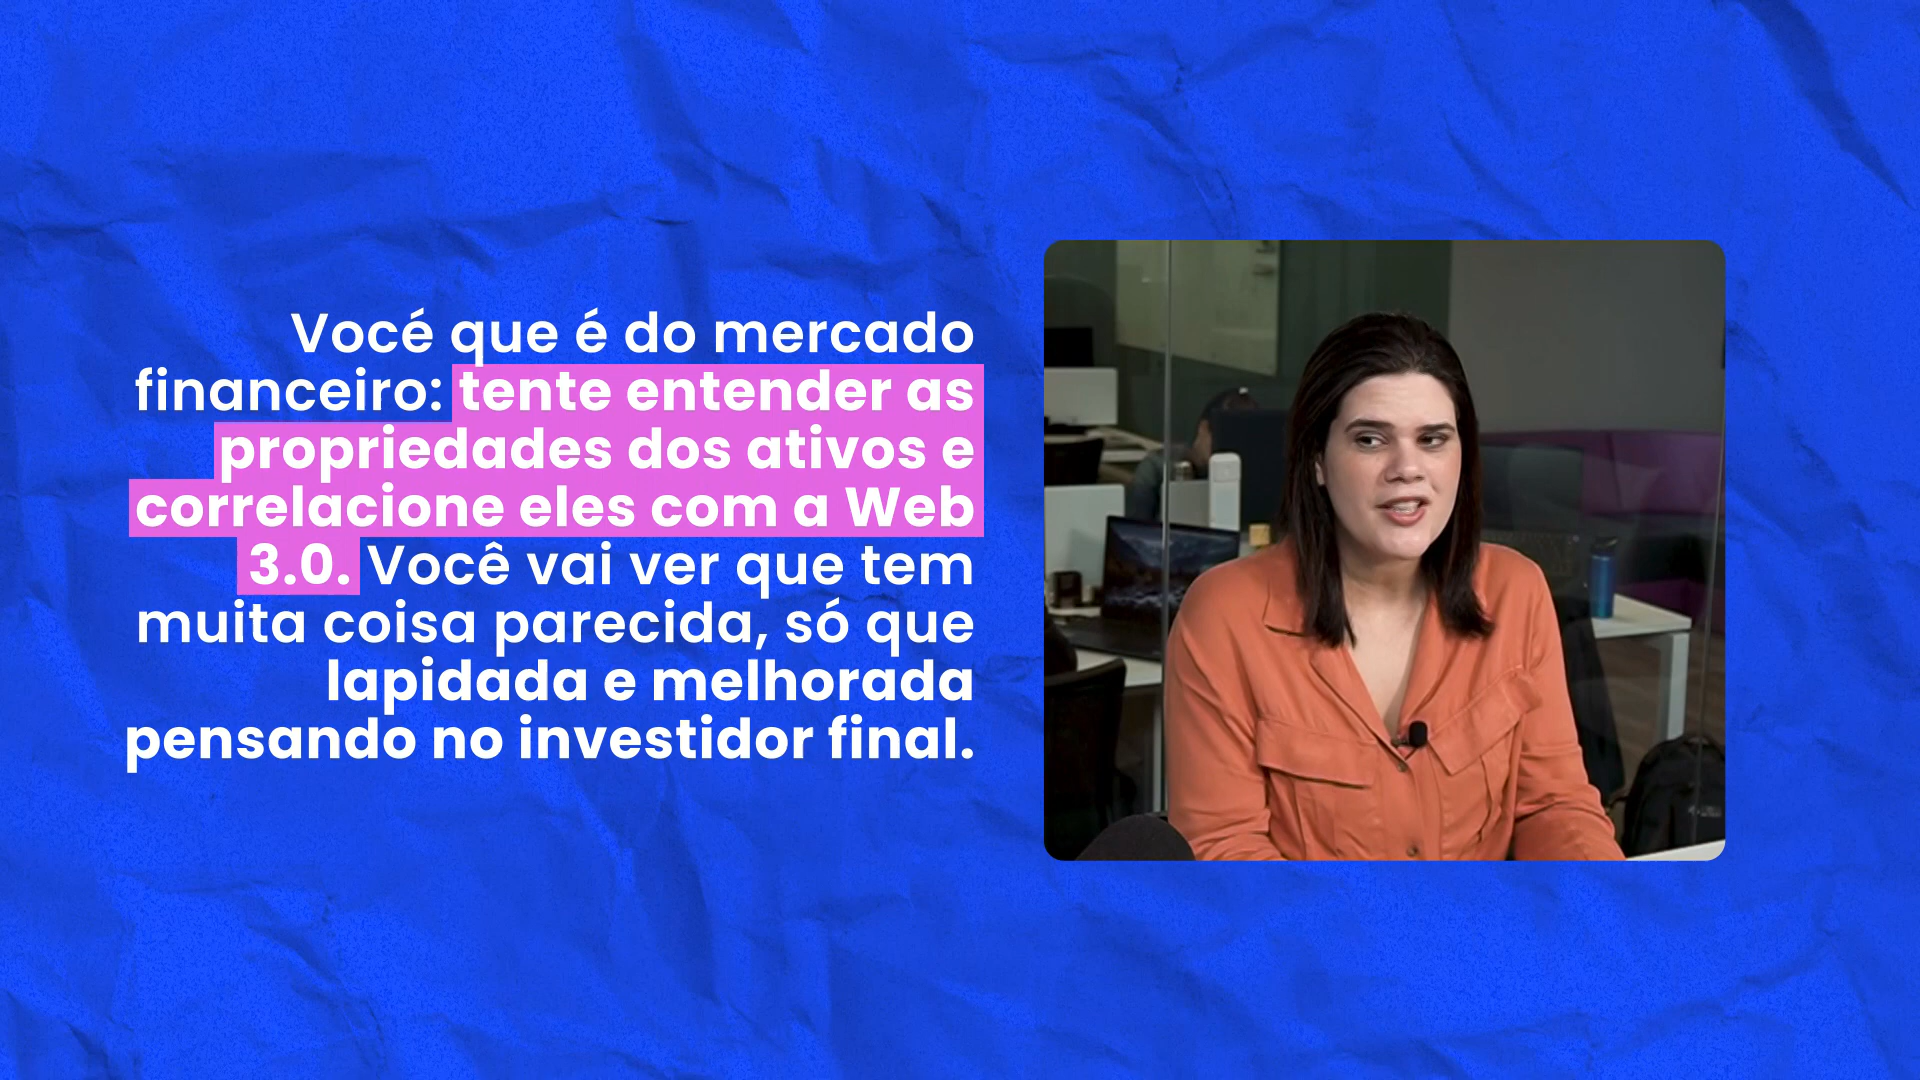 Vocé que é do mercado
financeiro: tente entender as
propriedades dos ativos e
correlacione eles com a Web
3.0. Você vai ver que tem
muita coisa parecida, só que
lapidada e melhorada
pensando no investidor final.